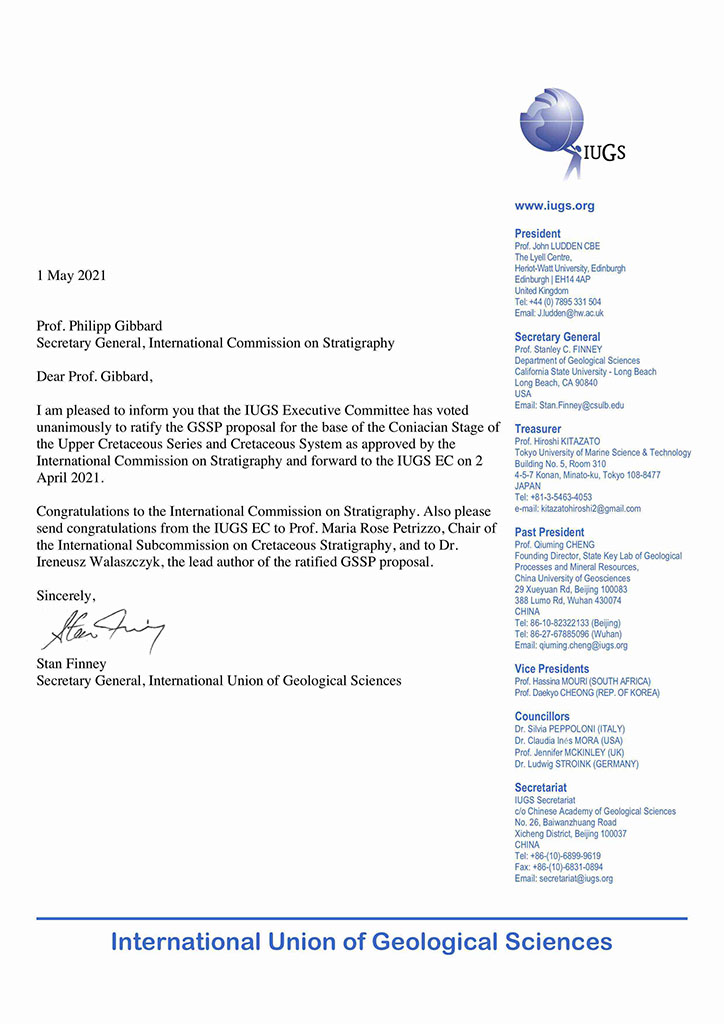 IUGS
www.iugs.org
President
Prof. John LUDDEN CBE
The Lyell Centre,
Heriot-Watt University, Edinburgh
Edinburgh | EH14 4AP
United Kingdom
Tel: +44 (0) 7895 331 504
Email: J.ludden@hw.ac.uk
Secretary General
Prof. Stanley C. FINNEY
Department of Geological Sciences
California State University - Long Beach
Long Beach, CA 90840
USA
Email: Stan.Finney@csulb.edu
Treasurer
Prof. Hiroshi KITAZATO
Tokyo University of Marine Science & Technology
Building No. 5, Room 310
4-5-7 Konan, Minato-ku, Tokyo 108-8477
JAPAN
Tel: +81-3-5463-4053
e-mail: kitazatohiroshi2@gmail.com
Past President
Prof. Qiuming CHENG
Founding Director, State Key Lab of Geological
Processes and Mineral Resources,
China University of Geosciences
29 Xueyuan Rd, Beijing 100083
388 Lumo Rd, Wuhan 430074
CHINA
Tel: 86-10-82322133 (Beijing)
Tel: 86-27-67885096 (Wuhan)
Email: qiuming.cheng@iugs.org
Vice Presidents
Prof. Hassina MOURI (SOUTH AFRICA)
Prof. Daekyo CHEONG (REP. OF KOREA)
Councillors
Dr. Silvia PEPPOLONI (ITALY)
Dr. Claudia Inés MORA (USA)
Prof. Jennifer MCKINLEY (UK)
Dr. Ludwig STROINK (GERMANY)
Secretariat
IUGS Secretariat
c/o Chinese Academy of Geological Sciences
No. 26, Baiwanzhuang Road
Xicheng District, Beijing 100037
CHINA
Tel: +86-(10)-6899-9619
Fax: +86-(10)-6831-0894
Email: secretariat@iugs.org
1 May 2021
Prof. Philipp Gibbard
Secretary General, International Commission on Stratigraphy
Dear Prof. Gibbard,
I am pleased to inform you that the IUGS Executive Committee has voted
unanimously to ratify the GSSP proposal for the base of the Coniacian Stage of
the Upper Cretaceous Series and Cretaceous System as approved by the
International Commission on Stratigraphy and forward to the IUGS EC on 2
April 2021.
Congratulations to the International Commission on Stratigraphy. Also please
send congratulations from the IUGS EC to Prof. Maria Rose Petrizzo, Chair of
the International Subcommission on Cretaceous Stratigraphy, and to Dr.
Ireneusz Walaszczyk, the lead author of the ratified GSSP proposal.
Sincerely,
Stan Finney
Stan Finney
Secretary General, International Union of Geological Sciences
International Union of Geological Sciences